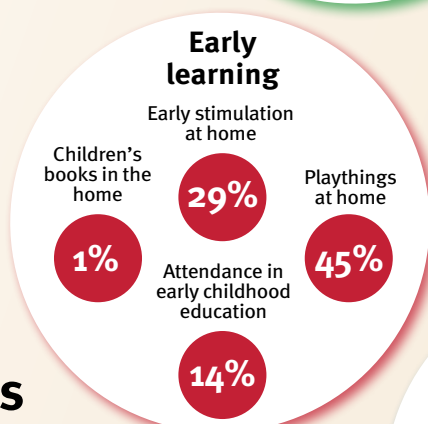 Early
learning
Early stimulation
at home
29%
Children's
books in the
home
1%
Playthings
at home
45%
Attendance in
early childhood
education
14%
s